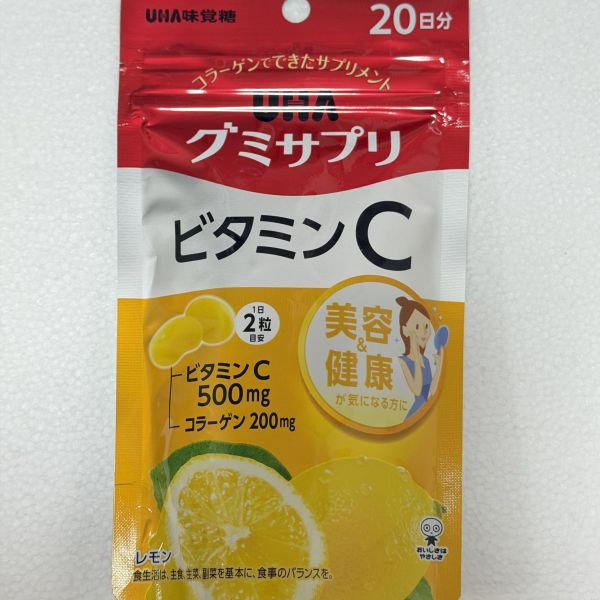 UHA味覚糖
20日分
コラーゲンでできたサプリメント
UHA
グミサプリ
ビタミンC
1日
2粒
目安
美容
&
健康
が気になる方に
ビタミンC
500mg
コラーゲン 200mg
おいしさは
やさしさ
レモン
食生活は、主食、主菜、副菜を基本に、食事のバランスを。